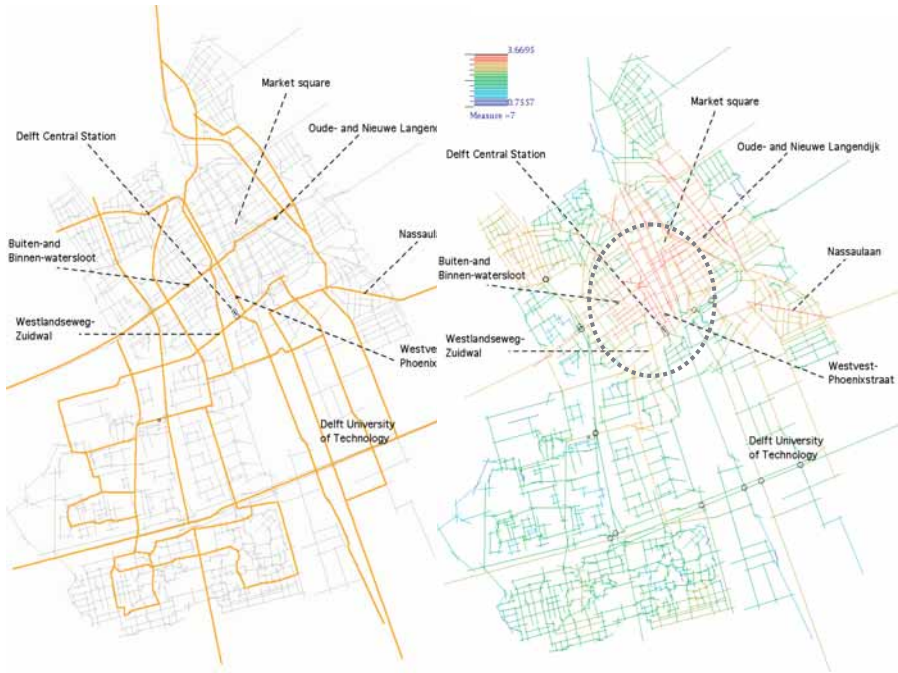 Market square
Delft Central Station
Oude- and Nieuwe Langend
Buiten-and
Binnen-watersloot
Nassaula
Westlandseweg-
Zuidwal
Westvest
Phoenix
Delft University
of Technology
3.6695
0.7557
Measure =7
Market square
Delft Central Station
Oude- and Nieuwe Langendijk
Buiten-and
Binnen-watersloot
Nassaulaan
Westlandseweg-
Zuidwal
Westvest-
Phoenixstraat
Delft University
of Technology